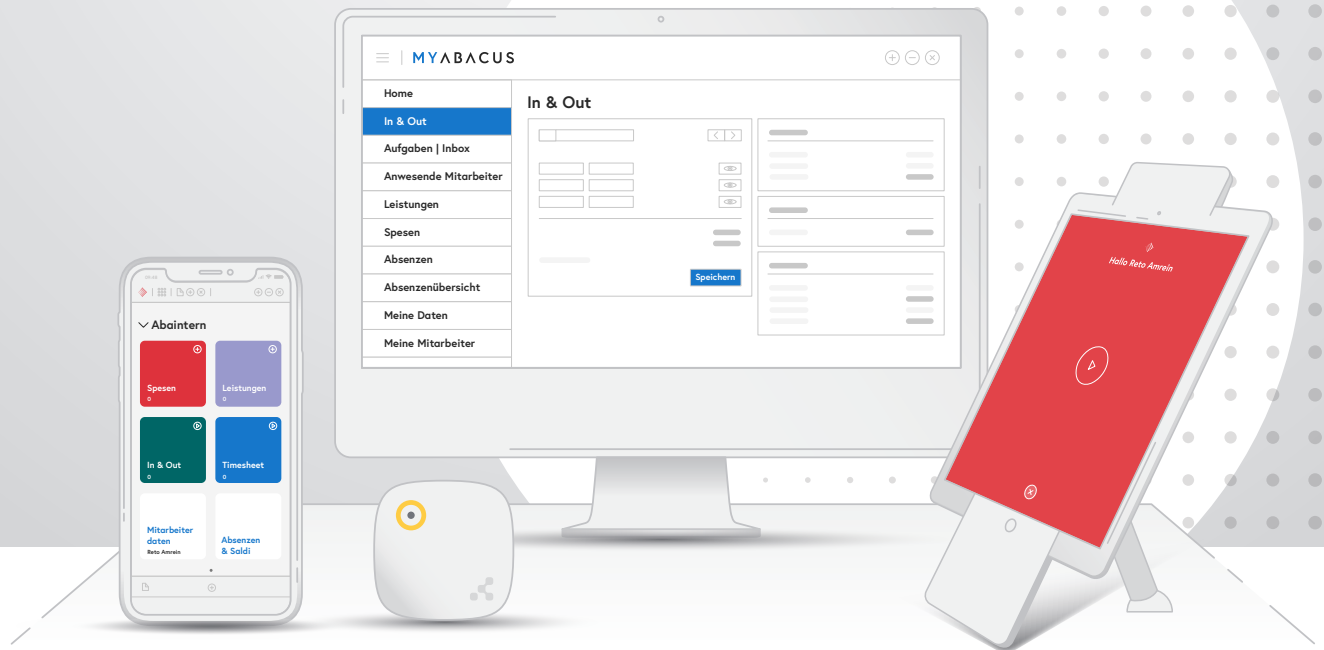 MYABACUS
Home
In & Out
Aufgaben | Inbox
Anwesende Mitarbeiter
Leistungen
Spesen
Absenzen
Absenzenübersicht
Meine Daten
Meine Mitarbeiter
In & Out
Speichern
Abaintern
Spesen
0
Leistungen
0
In & Out
0
Timesheet
0
Mitarbeiter
daten
Reto Amrein
Absenzen
& Saldi
Hallo Reto Amrein